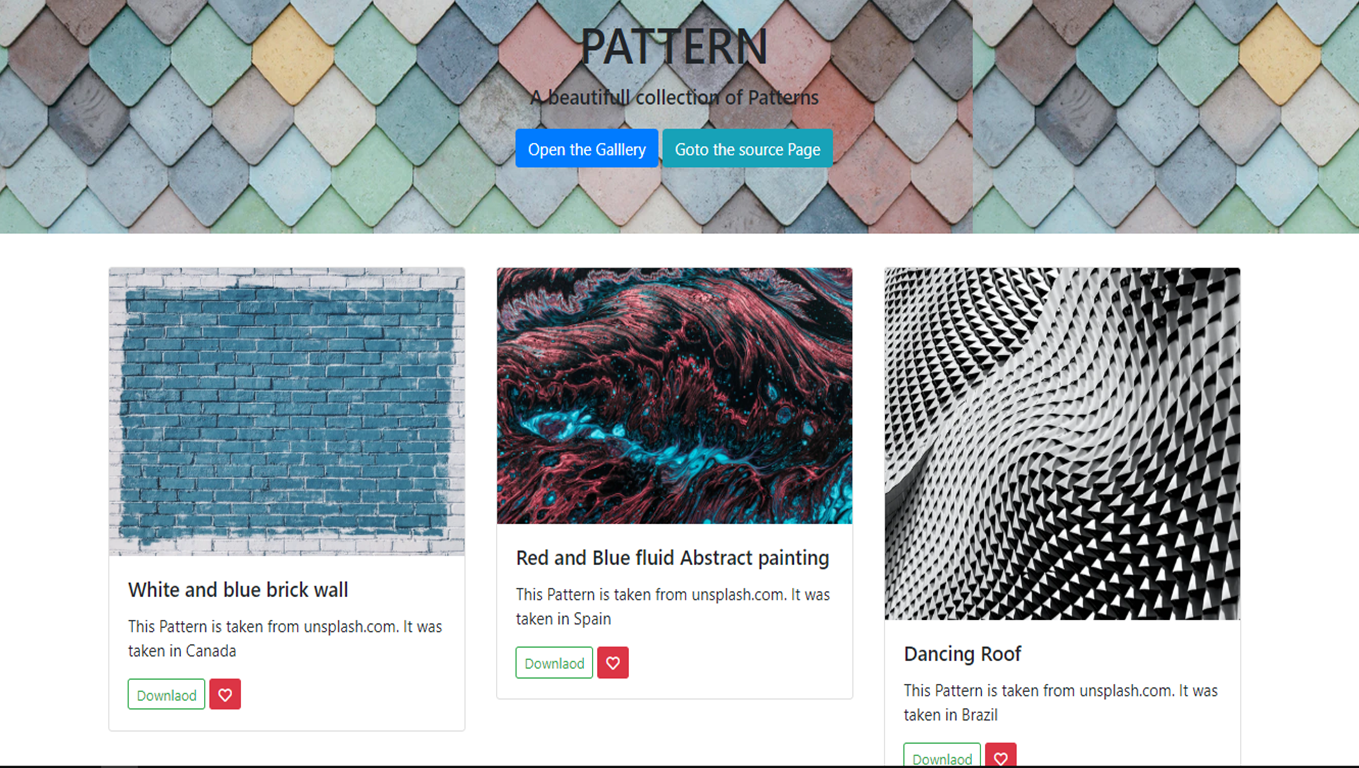 PATTERN
A beautifull collection of Patterns
Open the Galllery Goto the source Page
White and blue brick wall
This Pattern is taken from unsplash.com. It was
taken in Canada
Downlaod
Red and Blue fluid Abstract painting
This Pattern is taken from unsplash.com. It was
taken in Spain
Downlaod
Dancing Roof
This Pattern is taken from unsplash.com. It was
taken in Brazil
Downlaod